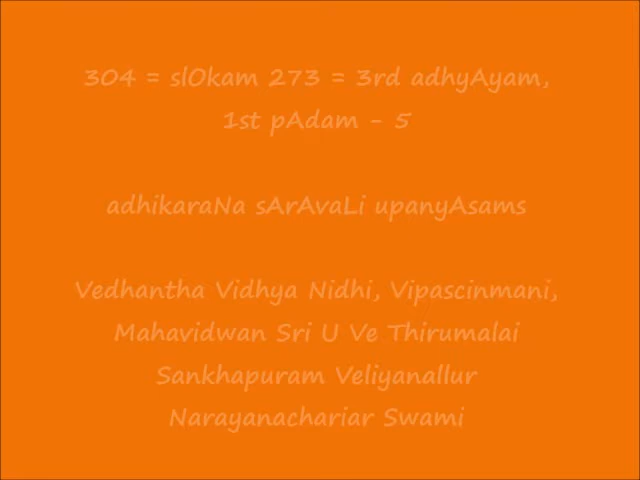 304 = slOkam 273 = 3rd adhyAyam,
1st pAdam - 5
adhikaraNa sArAvaLi upanyAsams
Vedhantha Vidhya Nidhi, Vipascinmani,
Mahavidwan Sri U Ve Thirumalai
Sankhapuram Veliyanallur
Narayanachariar Swami